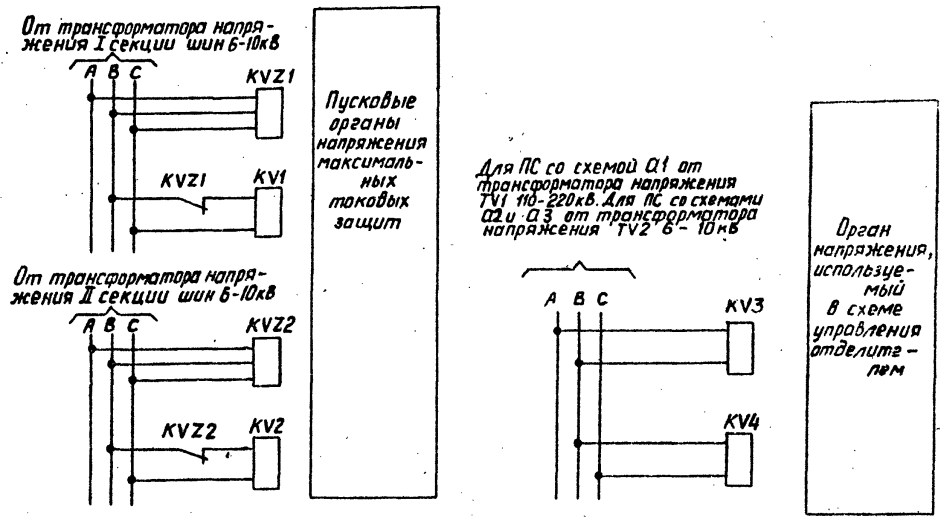 От трансформатора напря-
жения I секции шин 6-10кв
A B C
KVZ1
KVZ1
KV1
От трансформатора напря-
жения II секции шин 6-10кв
A B C
KVZ2
KVZ2
KV2
Пусковые
органы
напряжения
максималь-
ных
токовых
защит
Для ПС со схемой Q1 от
трансформатора напряжения
TV1 110-220кв. Для ПС со схемами
Q2 и Q3 от трансформатора
напряжения TV2 6-10кв
A B C
KV3
KV4
Орган
напряжения,
используе-
мый
в схеме
управления
отделите-
лем